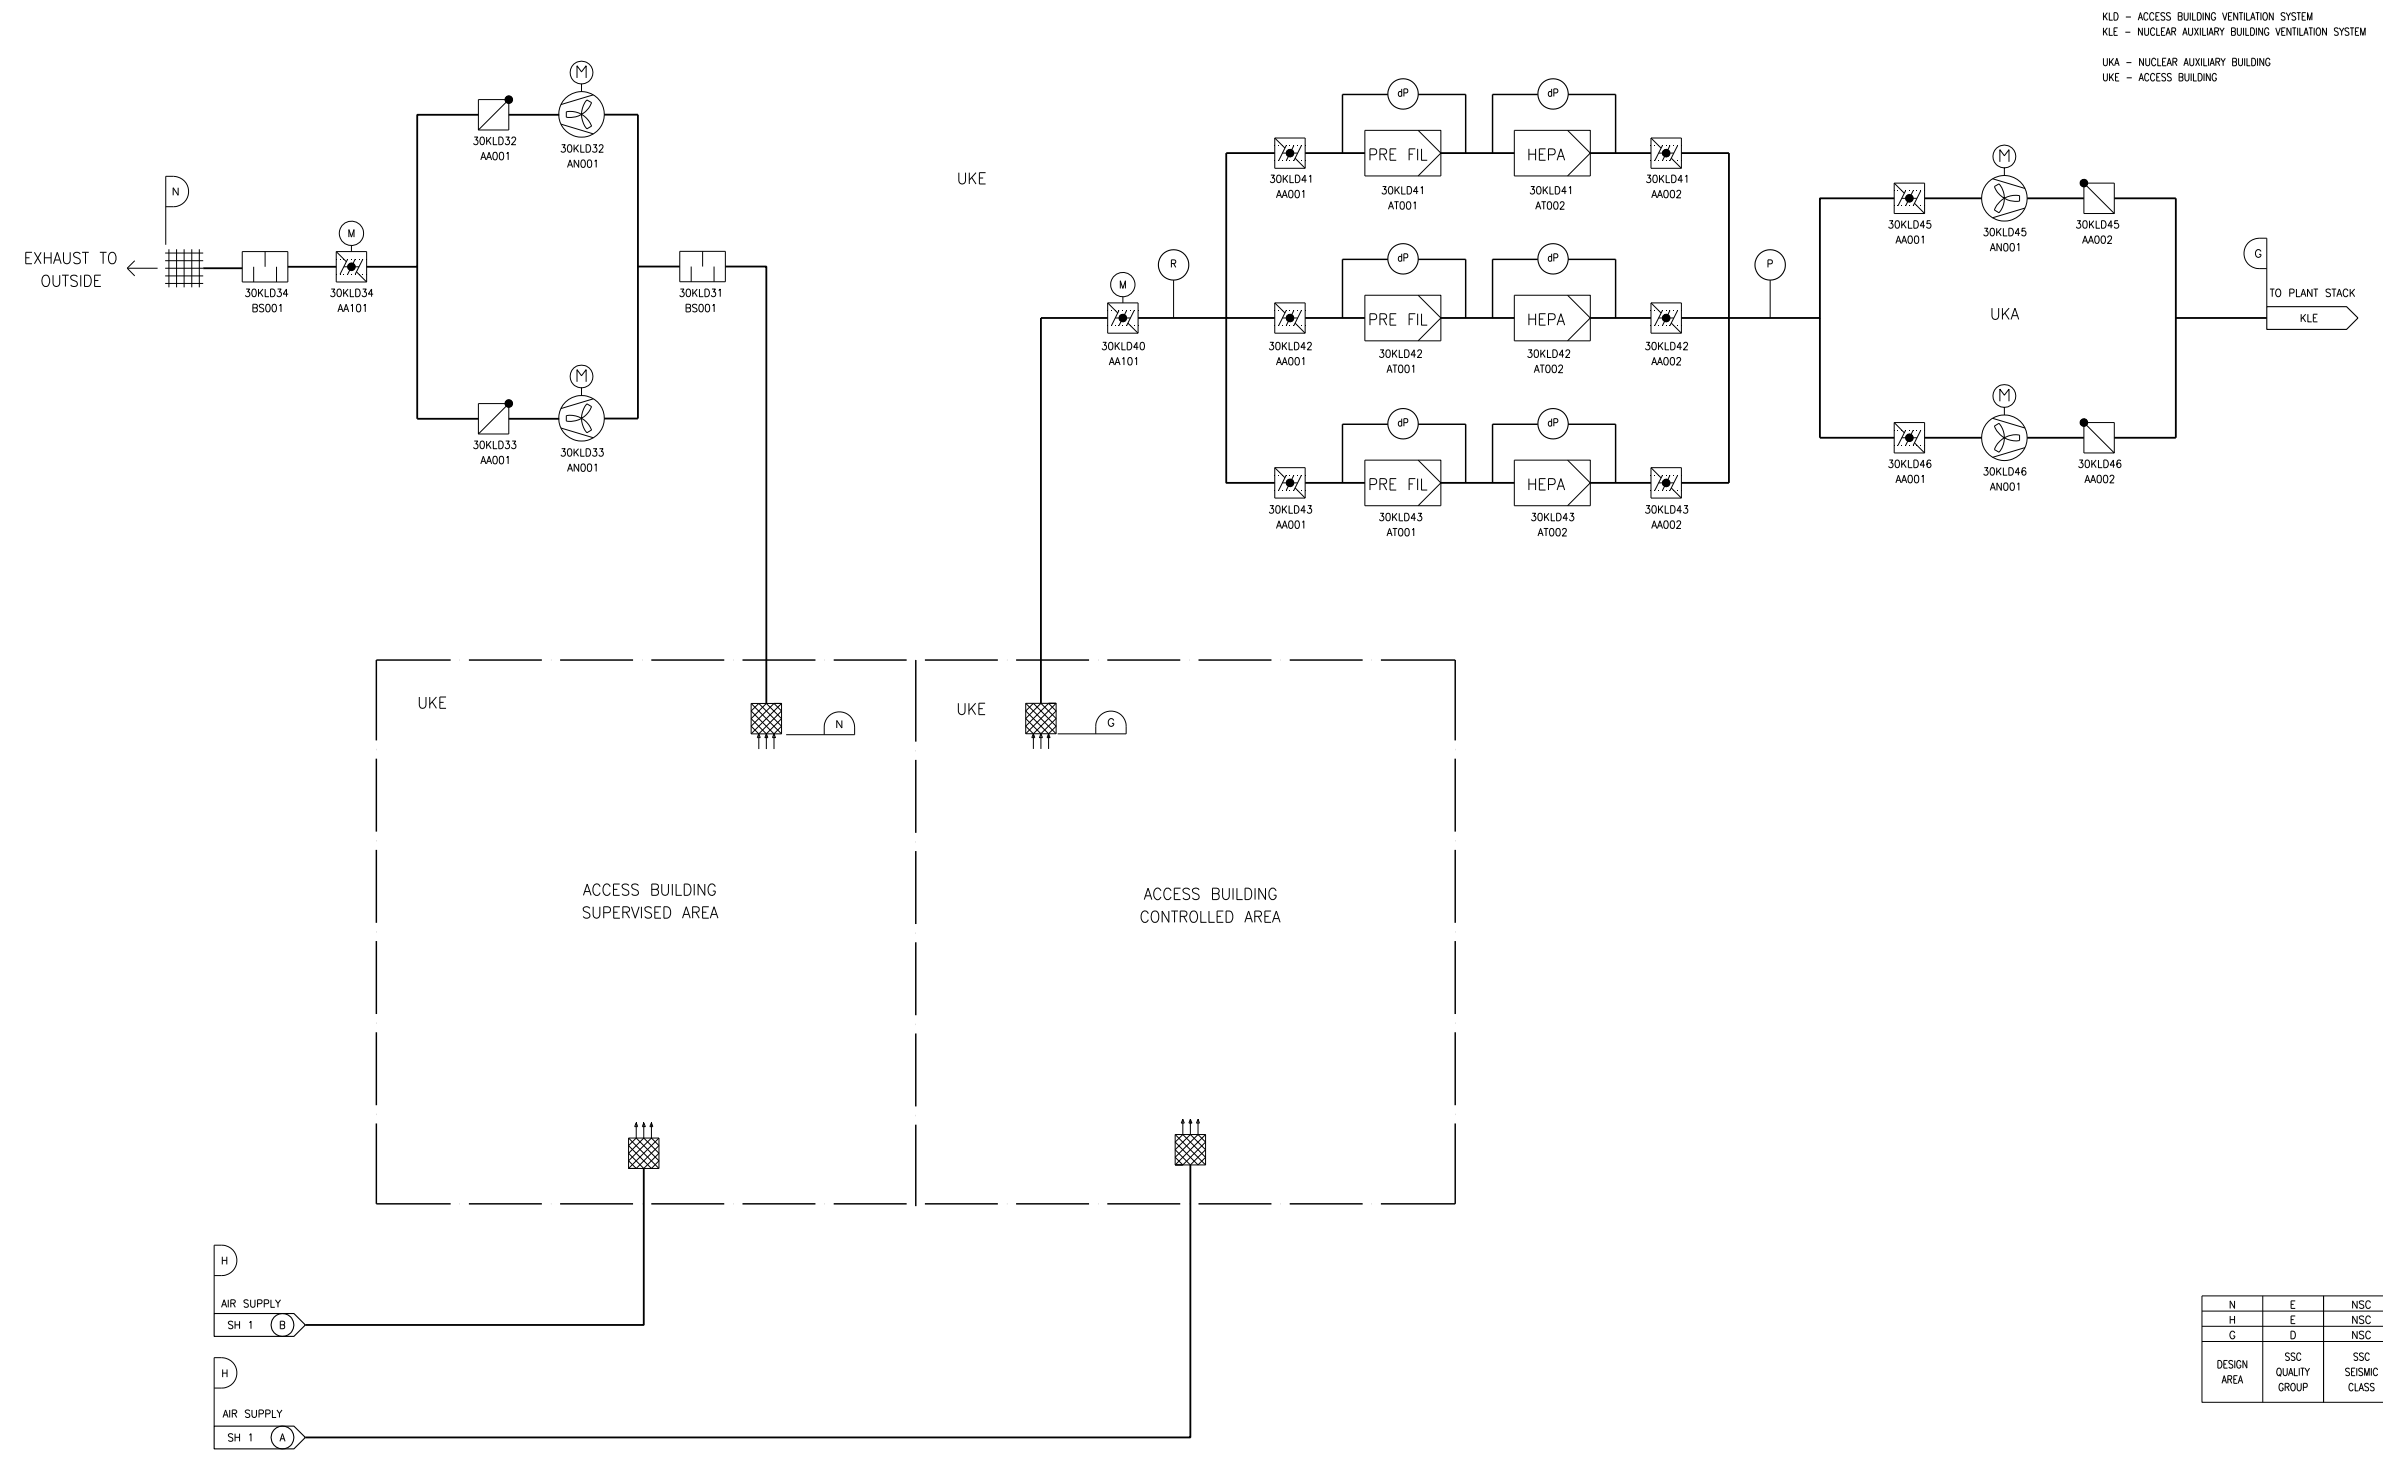 KLD – ACCESS BUILDING VENTILATION SYSTEM
KLE – NUCLEAR AUXILIARY BUILDING VENTILATION SYSTEM
UKA – NUCLEAR AUXILIARY BUILDING
UKE – ACCESS BUILDING
M
30KLD32
AA001
30KLD32
AN001
N
EXHAUST TO
OUTSIDE
30KLD34
BS001
M
30KLD34
AA101
30KLD31
BS001
M
30KLD33
AA001
30KLD33
AN001
UKE
M
30KLD40
AA101
R
30KLD41
AA001
dP
PRE FIL
30KLD41
AT001
dP
HEPA
30KLD41
AT002
30KLD41
AA002
30KLD42
AA001
dP
PRE FIL
30KLD42
AT001
dP
HEPA
30KLD42
AT002
30KLD42
AA002
30KLD43
AA001
dP
PRE FIL
30KLD43
AT001
dP
HEPA
30KLD43
AT002
30KLD43
AA002
P
30KLD45
AA001
M
30KLD45
AN001
30KLD45
AA002
UKA
30KLD46
AA001
M
30KLD46
AN001
30KLD46
AA002
G
TO PLANT STACK
KLE
UKE
N
ACCESS BUILDING
SUPERVISED AREA
UKE
G
ACCESS BUILDING
CONTROLLED AREA
H
AIR SUPPLY
SH 1 B
H
AIR SUPPLY
SH 1 A
N E NSC
H E NSC
G D NSC
DESIGN
AREA
SSC
QUALITY
GROUP
SSC
SEISMIC
CLASS